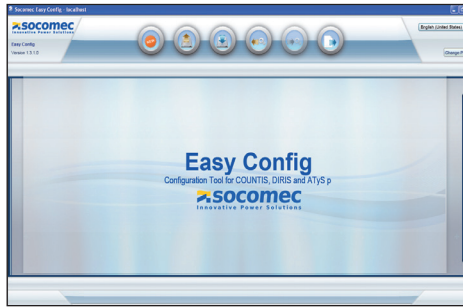 Socomec Easy Config - localhost
socomec
Innovative Power Solutions
English (United States)
Easy Config
Version 1.3.1.0
Change P
Easy Config
Configuration Tool for COUNTIS, DIRIS and ATyS p
socomec
Innovative Power Solutions